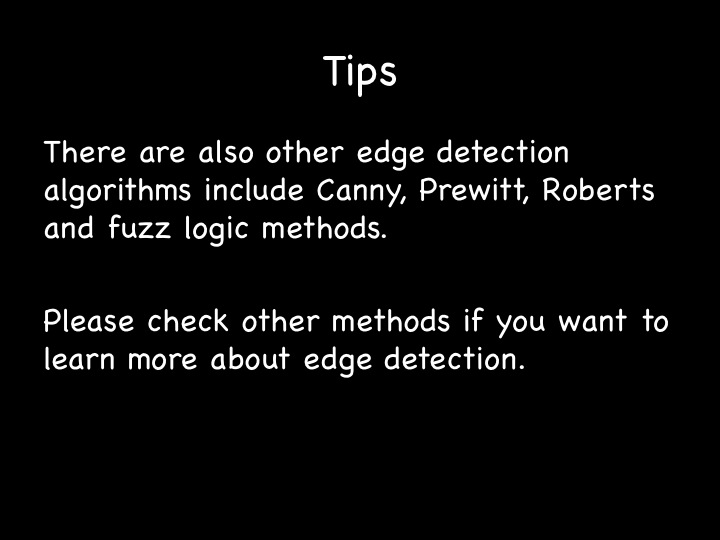 Tips
There are also other edge detection
algorithms include Canny, Prewitt, Roberts
and fuzz logic methods.
Please check other methods if you want to
learn more about edge detection.